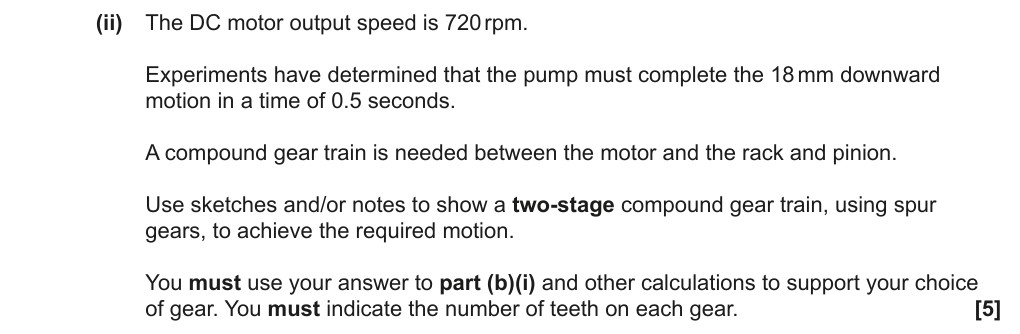 (ii) The DC motor output speed is 720 rpm.
Experiments have determined that the pump must complete the 18 mm downward
motion in a time of 0.5 seconds.
A compound gear train is needed between the motor and the rack and pinion.
Use sketches and/or notes to show a two-stage compound gear train, using spur
gears, to achieve the required motion.
You must use your answer to part (b)(i) and other calculations to support your choice
of gear. You must indicate the number of teeth on each gear. [5]